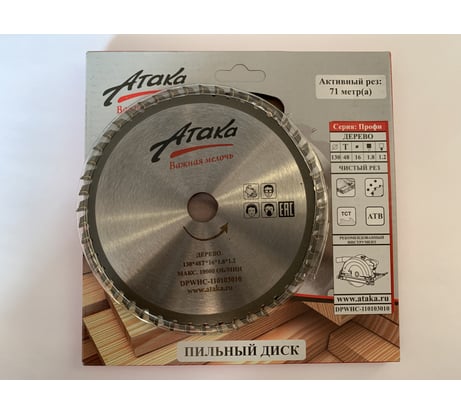 Атака
Важная
Активный рез:
71 метр(а)
Атака
Важная мелочь
Серия: Профи
ДЕРЕВО
T
130 48 16 1.8 1.2
ЧИСТЫЙ РЕЗ
TCT
ATB
РЕКОМЕНДОВАННЫЙ
ИНСТРУМЕНТ
www.ataka.ru
DPWHC-110103010
EAC
ДЕРЕВО
130*48T*16*1.8*1.2
МАКС. 10000 ОБ/МИН
DPWHC-110103010
www.ataka.ru
ПИЛЬНЫЙ ДИСК